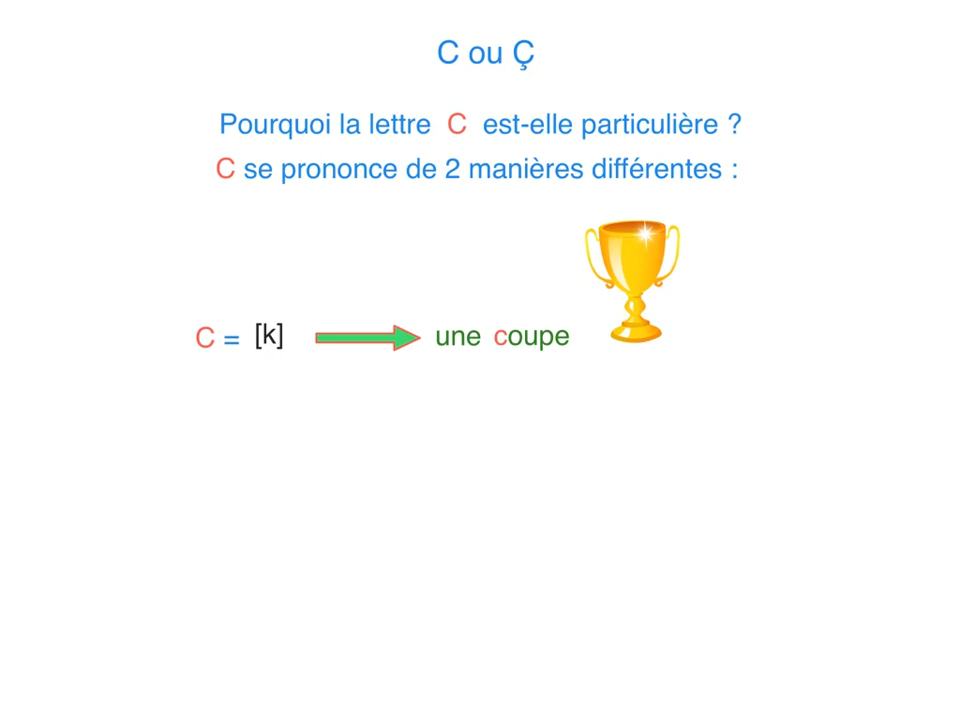 C ou Ç
Pourquoi la lettre C est-elle particulière ?
C se prononce de 2 manières différentes :
C = [k] une coupe